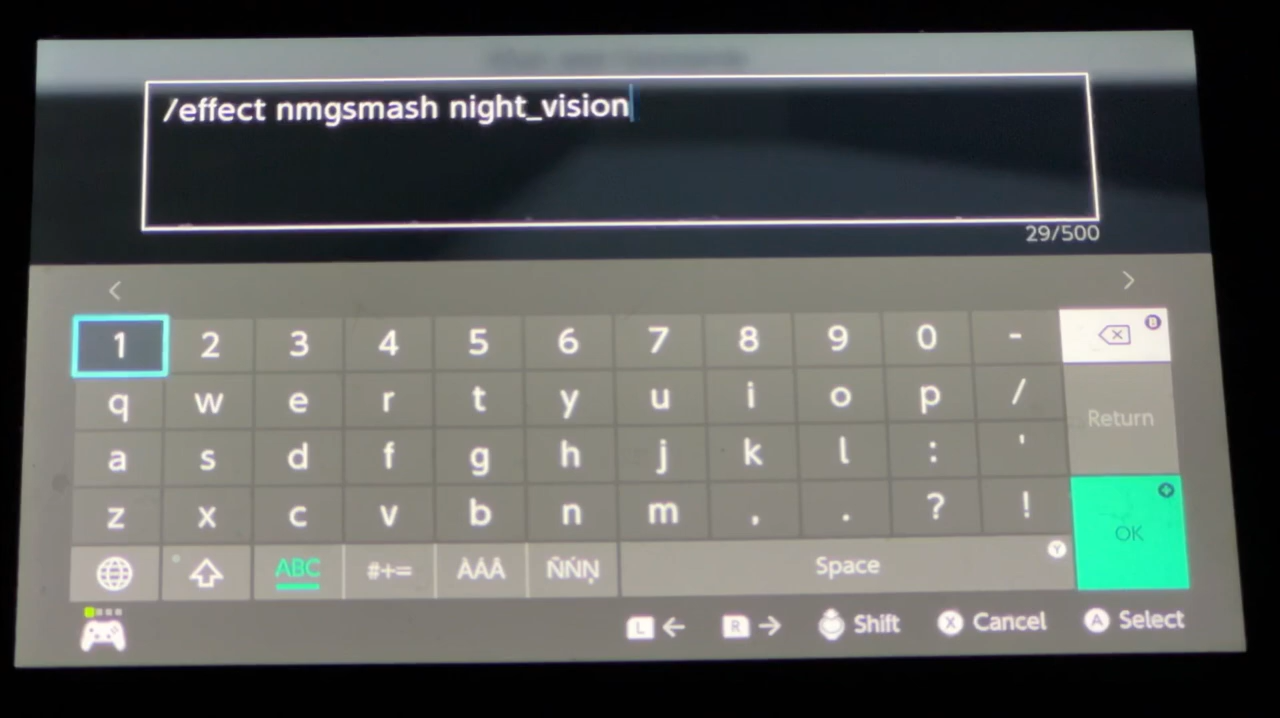 /effect nmgsmash night_vision
29/500
< >
1 2 3 4 5 6 7 8 9 0 - B
q w e r t y u i o p / Return
a s d f g h j k l : '
z x c v b n m , . ? ! + OK
ABC #+= ÀÁÂ ÑŃŅ Space Y
L ← R → Shift X Cancel A Select